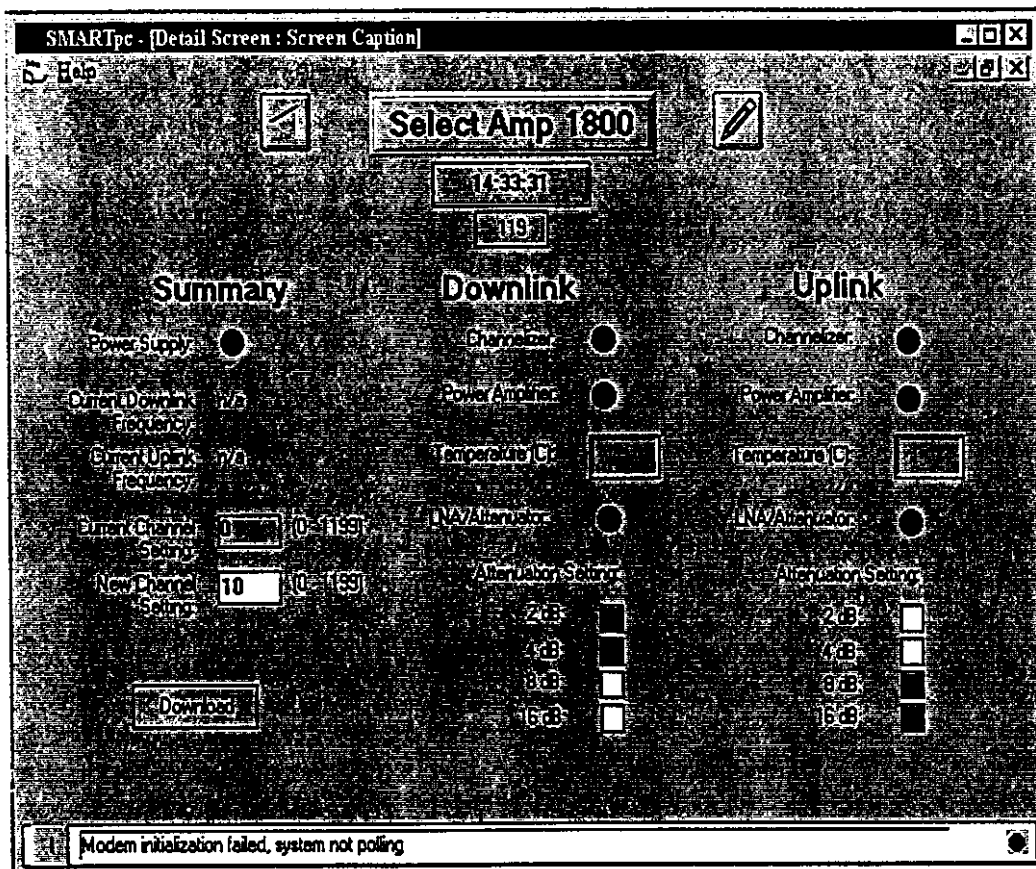 SMARTpc - [Detail Screen : Screen Caption]
Help
Select Amp 1800
14:33:31
119
Summary
Power Supply:
Current Downlink Frequency: n/a
Current Uplink Frequency: n/a
Current Channel Setting: 0 (0 - 1199)
New Channel Setting: 10 (0 - 1199)
Download
Downlink
Channelizer:
Power Amplifier:
Temperature (C):
LNA/Attenuator:
Attenuation Setting:
2 dB:
4 dB:
8 dB:
16 dB:
Uplink
Channelizer:
Power Amplifier:
Temperature (C):
LNA/Attenuator:
Attenuation Setting:
2 dB:
4 dB:
8 dB:
16 dB:
Modem initialization failed, system not polling